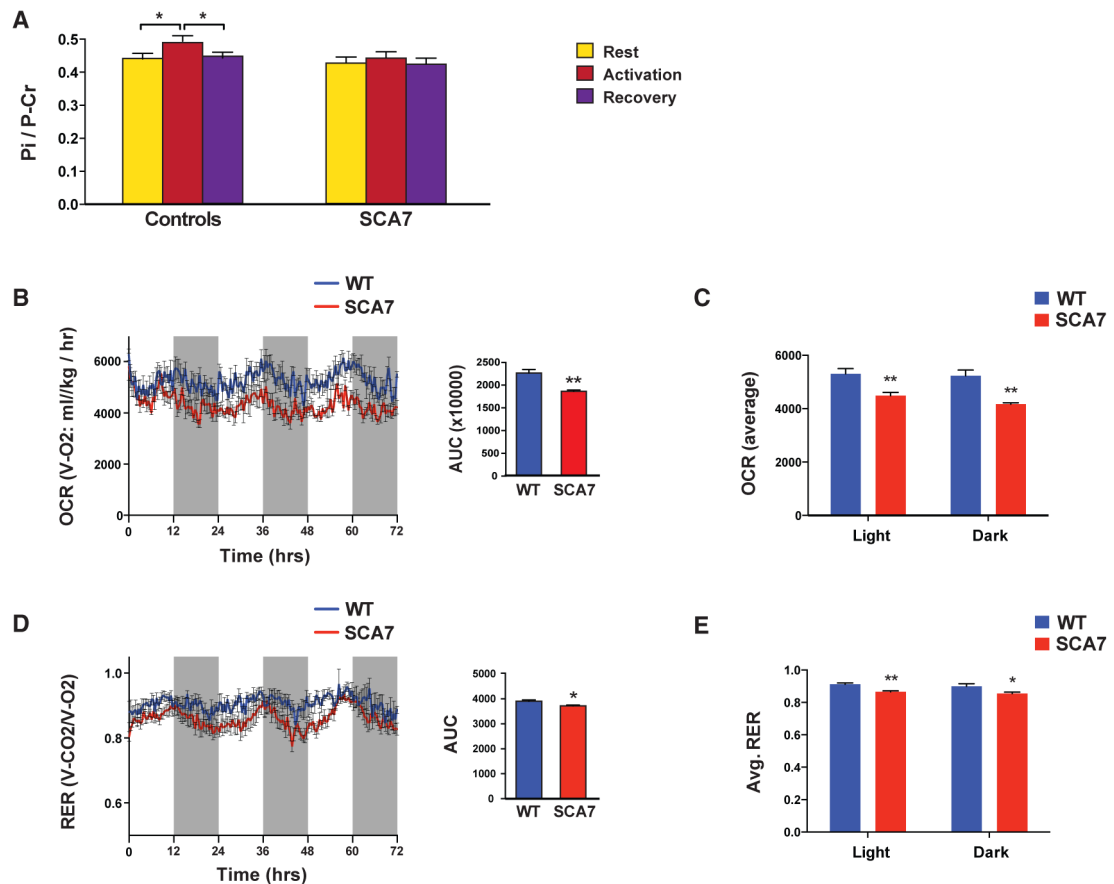 A
* *
0.5
0.4
0.3
0.2
0.1
0.0
Pi / P-Cr
Controls SCA7
Rest
Activation
Recovery
B
WT
SCA7
6000
4000
2000
0
OCR (V-O2: ml//kg / hr)
0 12 24 36 48 60 72
Time (hrs)
2500
2250
2000
1750
1500
1250
1000
750
500
250
0
AUC (x10000)
**
WT SCA7
C
WT
SCA7
6000
4000
2000
0
OCR (average)
** **
Light Dark
D
WT
SCA7
1.0
0.8
0.6
RER (V-CO2/V-O2)
0 12 24 36 48 60 72
Time (hrs)
5000
4000
3000
2000
1000
0
AUC
*
WT SCA7
E
WT
SCA7
1.0
0.8
0.6
0.4
0.2
0.0
Avg. RER
** *
Light Dark